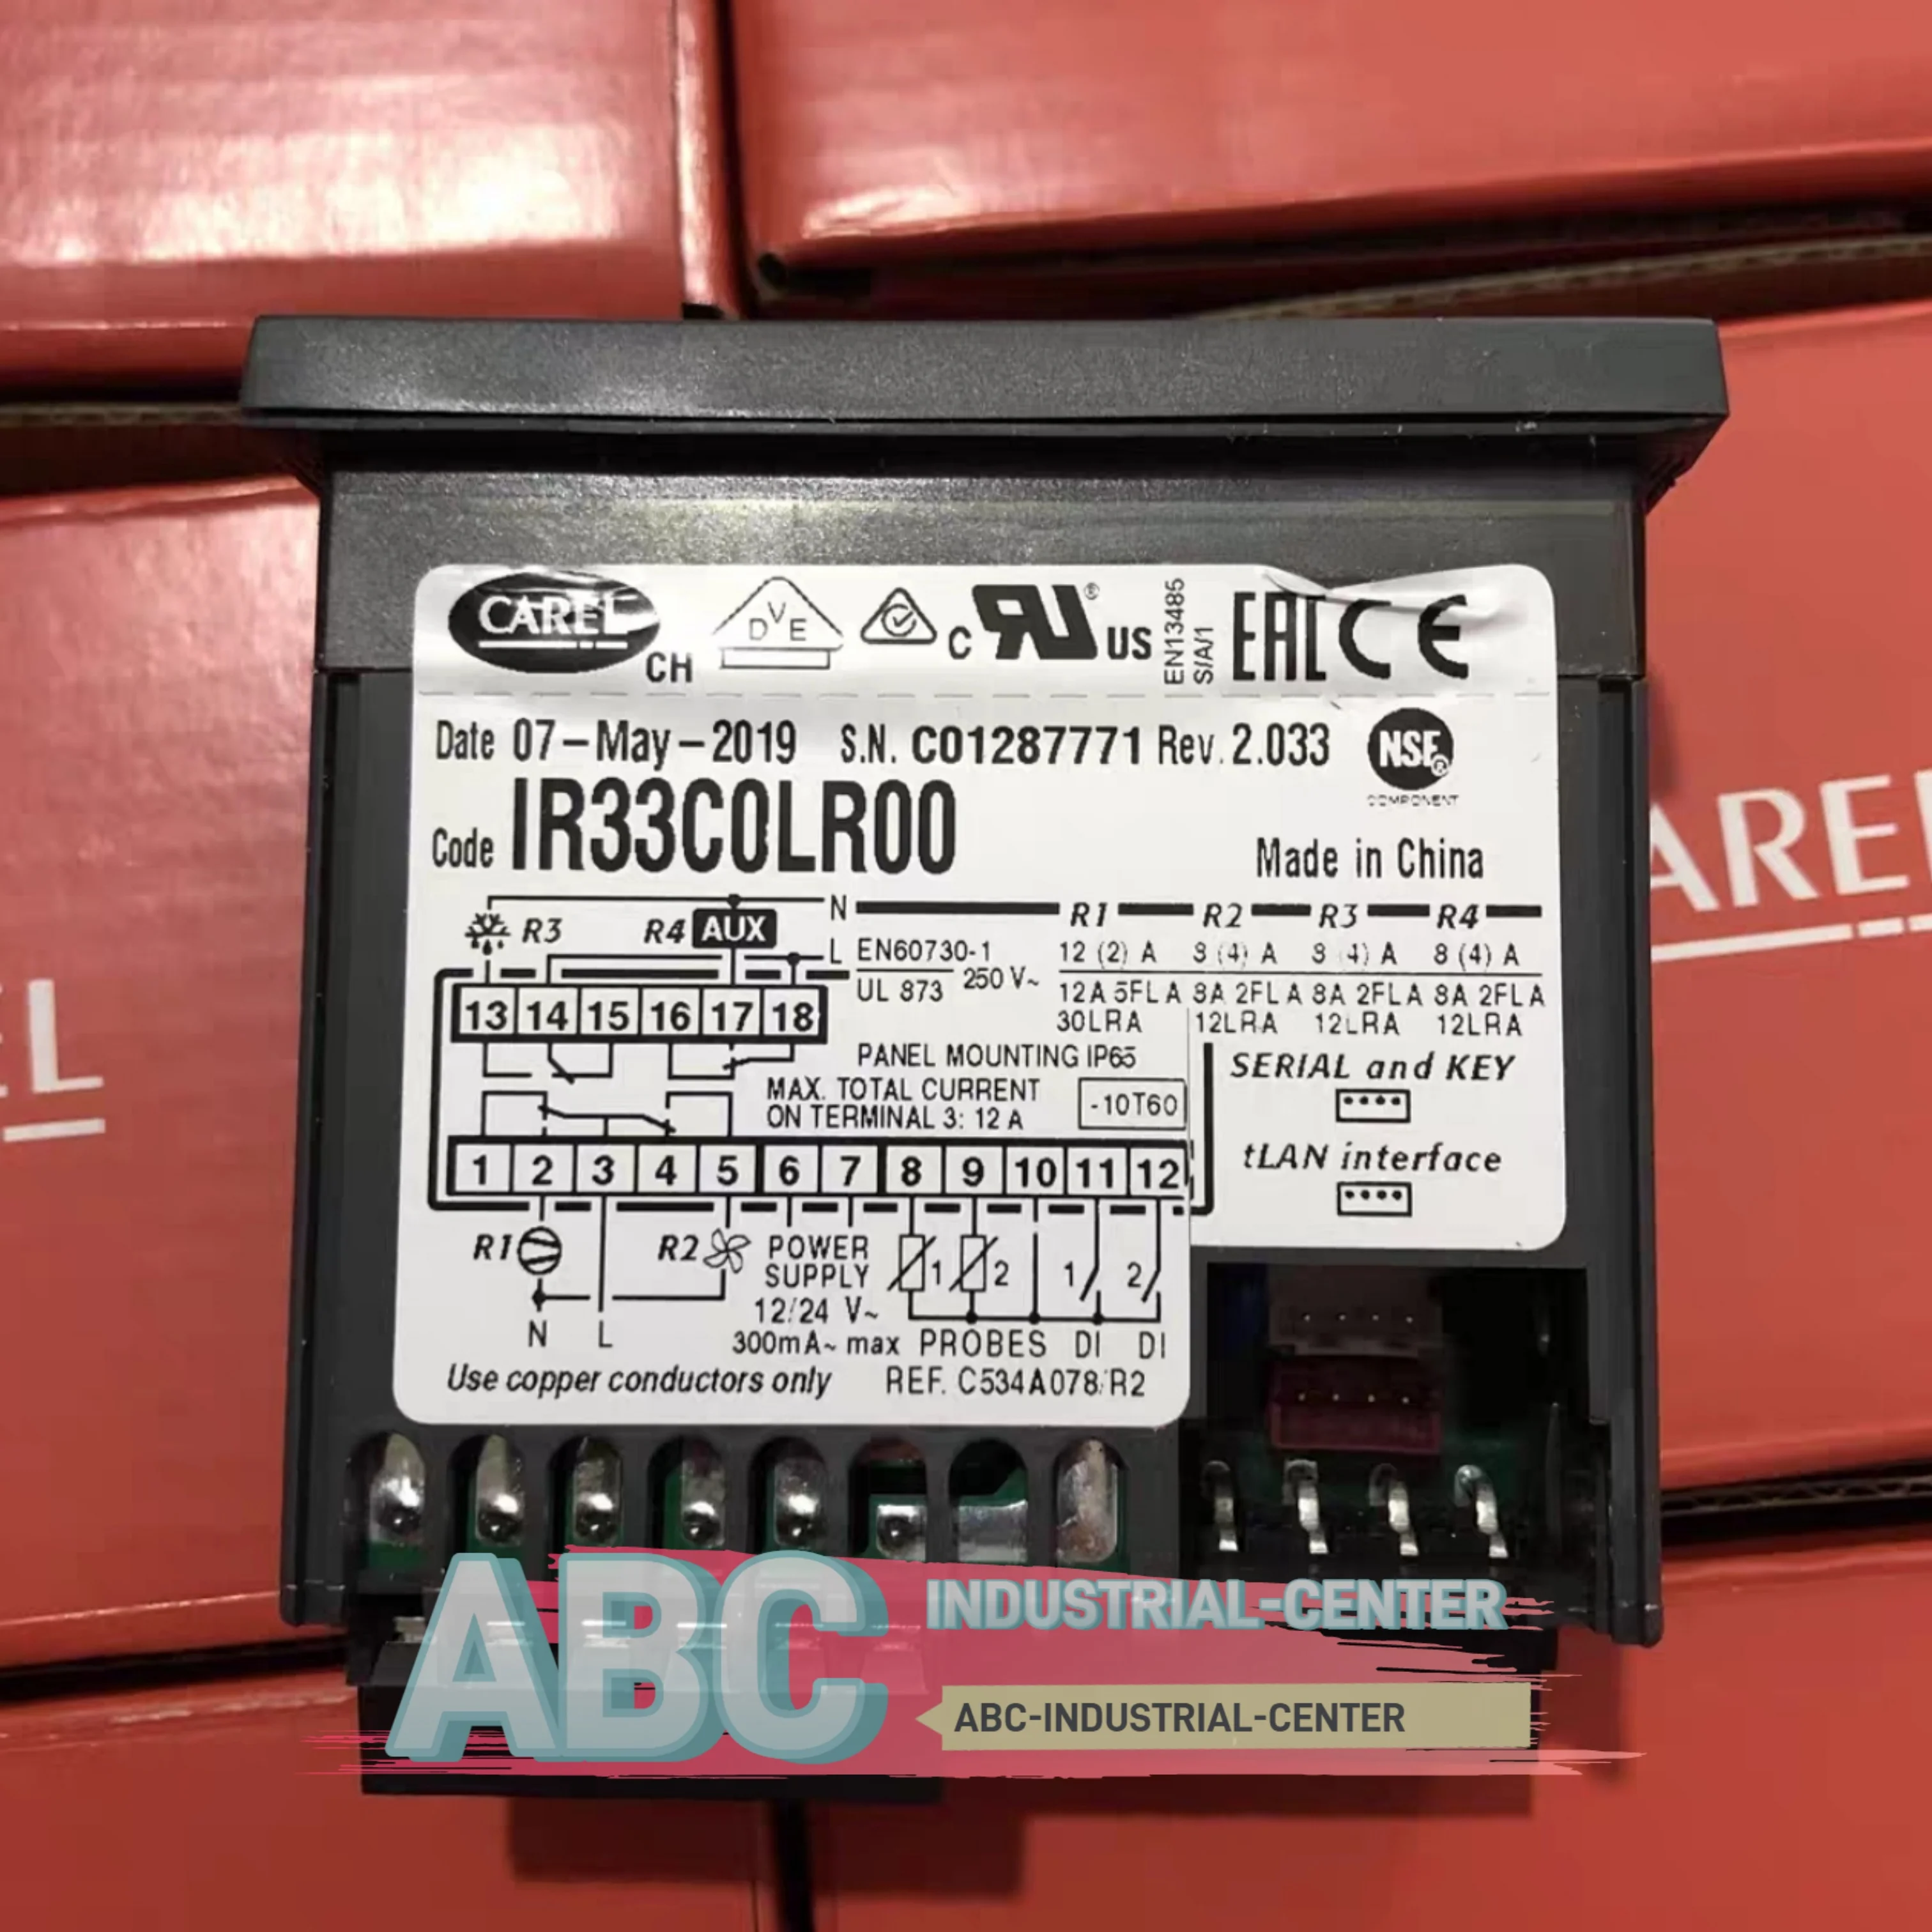 CAREL
CH
DVE
C RU® US
EN13485
S/A/1
EAC CE
Date 07-May-2019 S.N. C01287771 Rev. 2.033
NSF®
COMPONENT
Code IR33C0LR00
Made in China
R3 R4 AUX
N R1 R2 R3 R4
L EN60730-1 12 (2) A 8 (4) A 8 (4) A 8 (4) A
UL 873 250 V~ 12A 5FLA 8A 2FLA 8A 2FLA 8A 2FLA
30LRA 12LRA 12LRA 12LRA
13 14 15 16 17 18
PANEL MOUNTING IP65
MAX. TOTAL CURRENT
ON TERMINAL 3: 12 A
-10T60
SERIAL and KEY
tLAN interface
1 2 3 4 5 6 7 8 9 10 11 12
R1 R2 POWER
SUPPLY
12/24 V~
300mA~ max
1 2 1 2
N L
PROBES DI DI
Use copper conductors only REF. C534A078/R2
AREL
EL
ABC
INDUSTRIAL-CENTER
ABC-INDUSTRIAL-CENTER